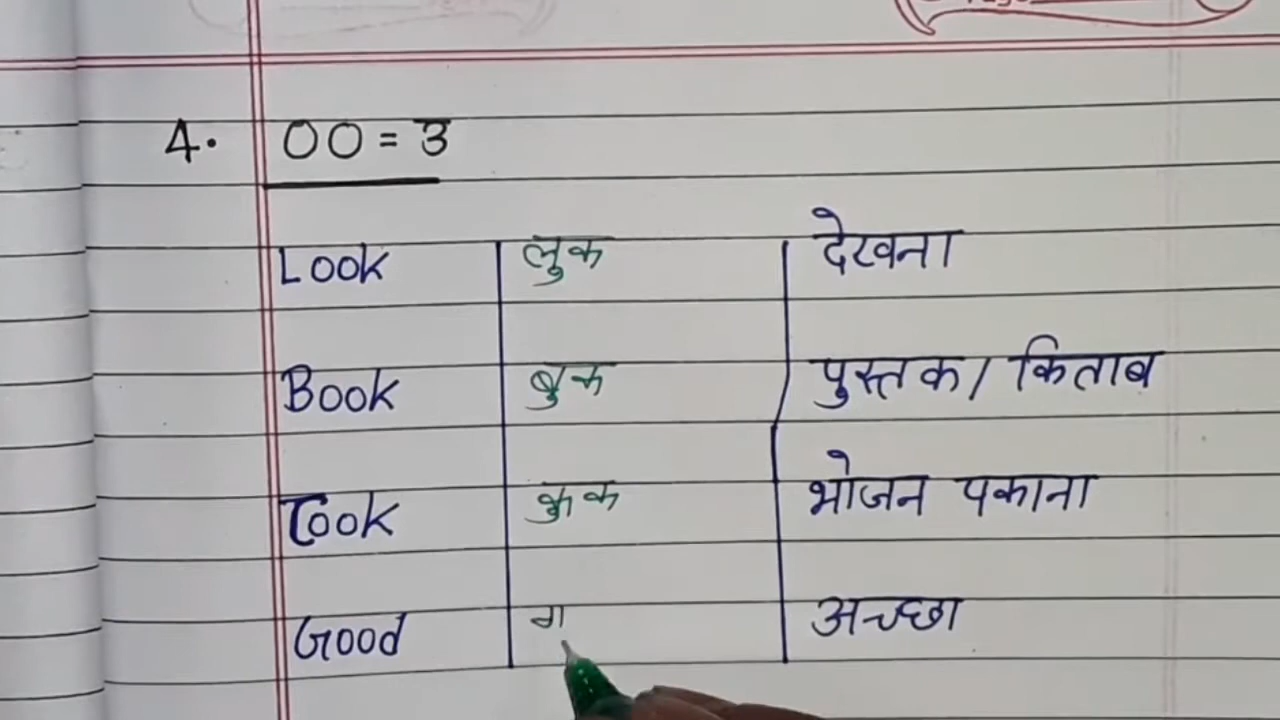 4. OO = उ
Look लुक देखना
Book बुक पुस्तक / किताब
Cook कुक भोजन पकाना
Good ग अच्छा